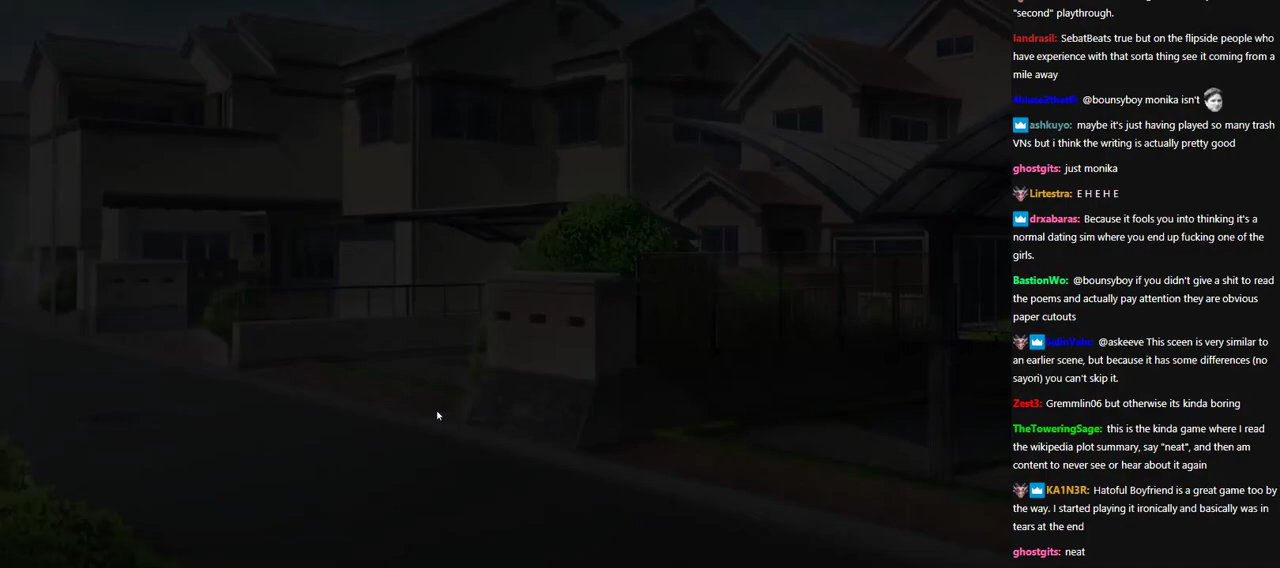 "second" playthrough.
landrasil: SebatBeats true but on the flipside people who
have experience with that sorta thing see it coming from a
mile away
@bounsyboy monika isn't
ashkuyo: maybe it's just having played so many trash
VNs but i think the writing is actually pretty good
ghostgits: just monika
Lirtestra: E H E H E
drxabaras: Because it fools you into thinking it's a
normal dating sim where you end up fucking one of the
girls.
BastionWo: @bounsyboy if you didn't give a shit to read
the poems and actually pay attention they are obvious
paper cutouts
@askeeve This sceen is very similar to
an earlier scene, but because it has some differences (no
sayori) you can't skip it.
Zest3: Gremmlin06 but otherwise its kinda boring
TheToweringSage: this is the kinda game where I read
the wikipedia plot summary, say "neat", and then am
content to never see or hear about it again
KA1N3R: Hatoful Boyfriend is a great game too by
the way. I started playing it ironically and basically was in
tears at the end
ghostgits: neat